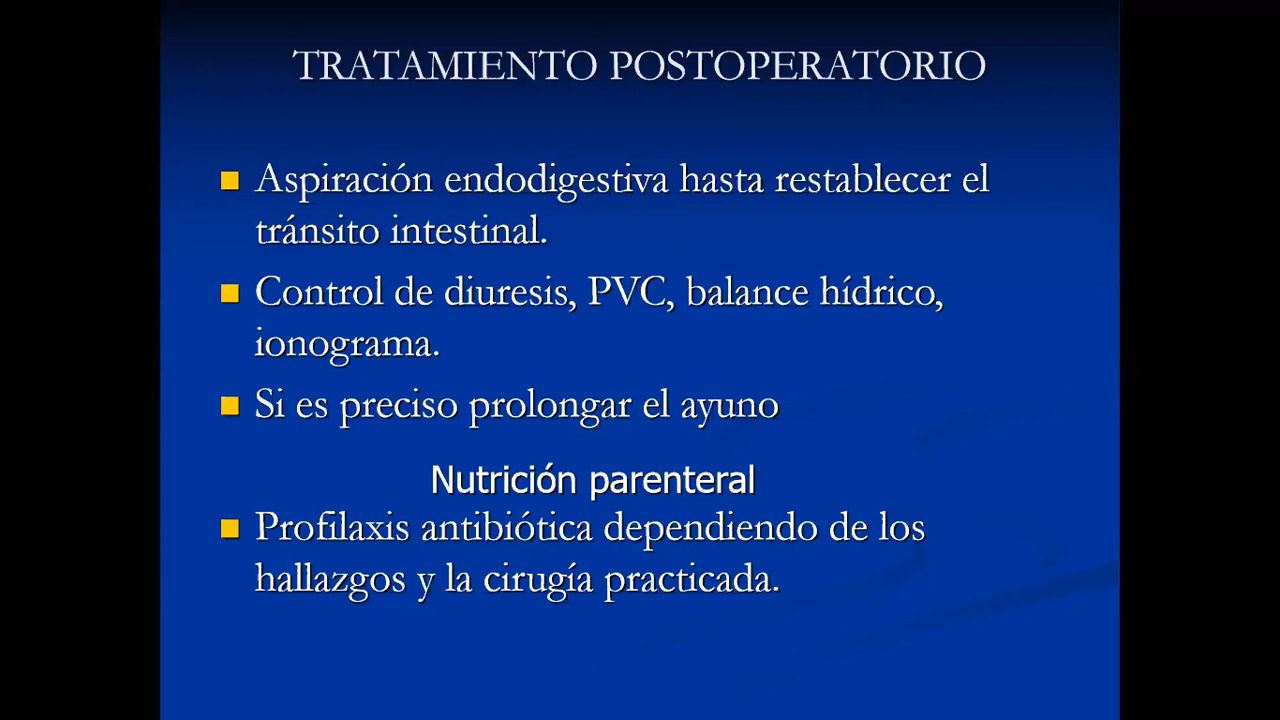 TRATAMIENTO POSTOPERATORIO
Aspiración endodigestiva hasta restablecer el
tránsito intestinal.
Control de diuresis, PVC, balance hídrico,
ionograma.
Si es preciso prolongar el ayuno
Nutrición parenteral
Profilaxis antibiótica dependiendo de los
hallazgos y la cirugía practicada.